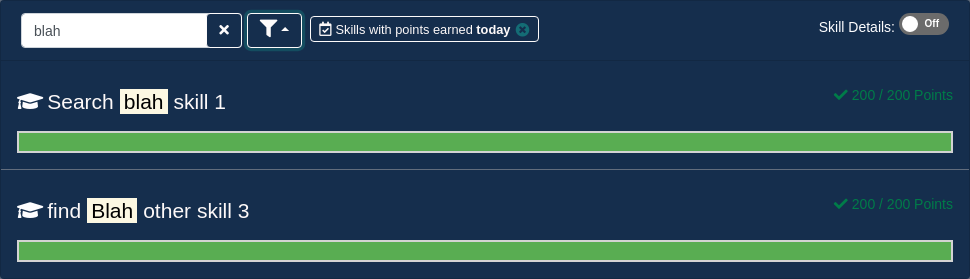 blah
Skills with points earned today
Skill Details: Off
Search blah skill 1
200 / 200 Points
find Blah other skill 3
200 / 200 Points